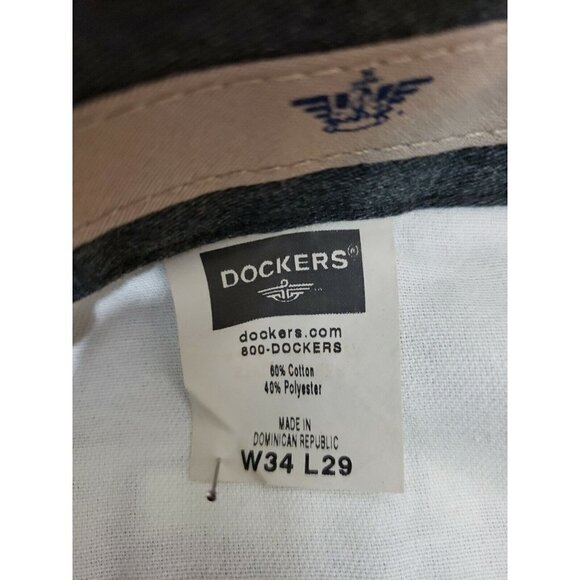 DOCKERS®
dockers.com
800-DOCKERS
60% Cotton
40% Polyester
MADE IN
DOMINICAN REPUBLIC
W34 L29